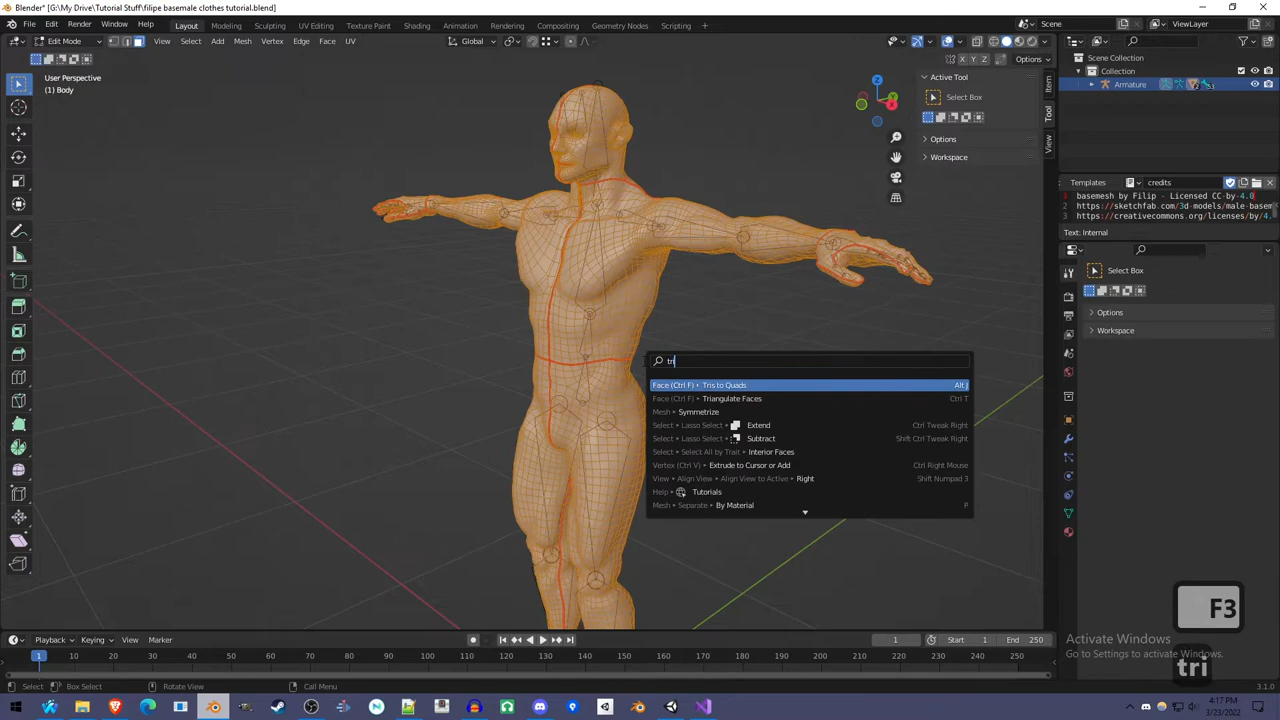 Blender* [G:\My Drive\Tutorial Stuff\filipe basemale clothes tutorial.blend]
File Edit Render Window Help Layout Modeling Sculpting UV Editing Texture Paint Shading Animation Rendering Compositing Geometry Nodes Scripting + Scene ViewLayer
Edit Mode View Select Add Mesh Vertex Edge Face UV Global
X Y Z Options
User Perspective
(1) Body
Z
Y
X
Active Tool
Select Box
Options
Workspace
Item
Tool
View
Scene Collection
Collection
Armature
Templates credits
1 basemesh by Filip - Licensed CC-by-4.0
2 https://sketchfab.com/3d-models/male-basem
3 https://creativecommons.org/licenses/by/4.
Text: Internal
Select Box
Options
Workspace
tri
Face (Ctrl F) Tris to Quads Alt J
Face (Ctrl F) Triangulate Faces Ctrl T
Mesh Symmetrize
Select Lasso Select Extend Ctrl Tweak Right
Select Lasso Select Subtract Shift Ctrl Tweak Right
Select Select All by Trait Interior Faces
Vertex (Ctrl V) Extrude to Cursor or Add Ctrl Right Mouse
View Align View Align View to Active Right Shift Numpad 3
Help Tutorials
Mesh Separate By Material P
F3
Activate Windows
Go to Settings to activate Windows.
tri
Playback Keying View Marker 1 Start 1 End 250
1 10 20 30 40 50 60 70 80 90 100 110 120 130 140 150 160 170 180 190 200 210 220 230 240 250
Select Box Select Rotate View Call Menu 3.1.0
4:17 PM
3/23/2022